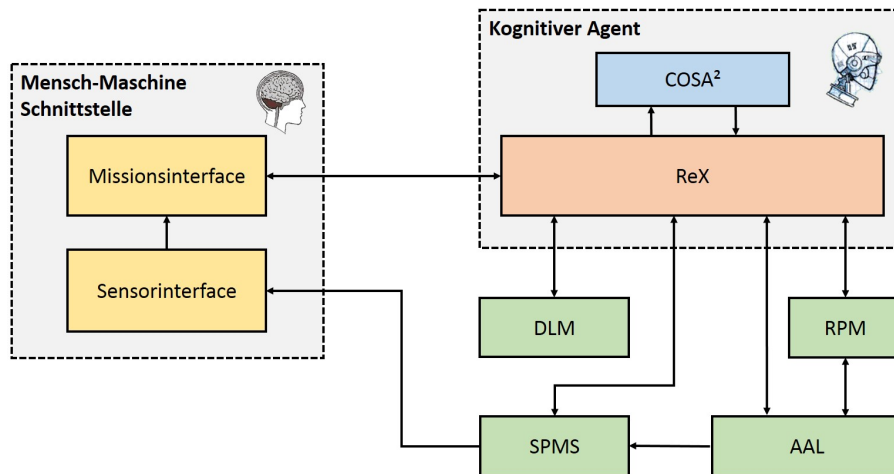 Kognitiver Agent
COSA²
Mensch-Maschine
Schnittstelle
Missionsinterface
ReX
Sensorinterface
DLM
RPM
SPMS
AAL